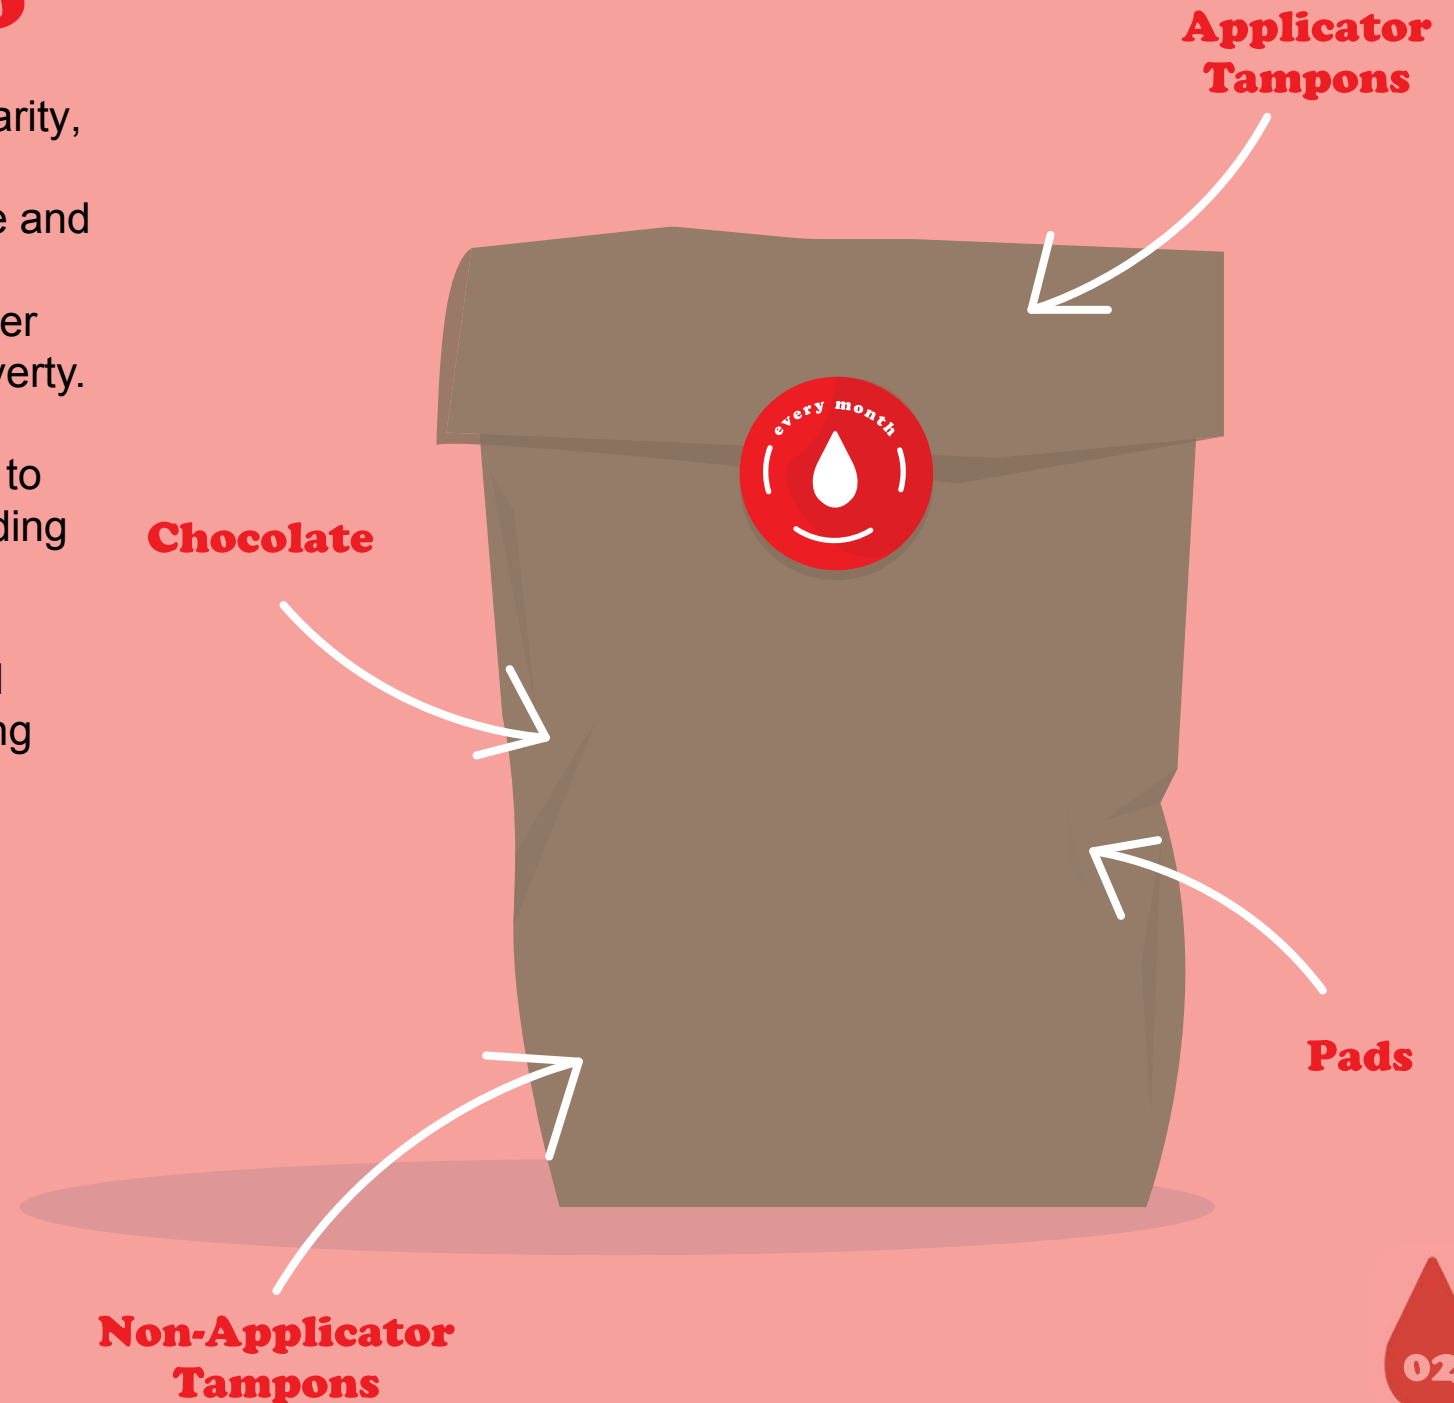 arity,
and
er
verty.
to
ding
ng
Applicator
Tampons
every month
Chocolate
Pads
Non-Applicator
Tampons
02